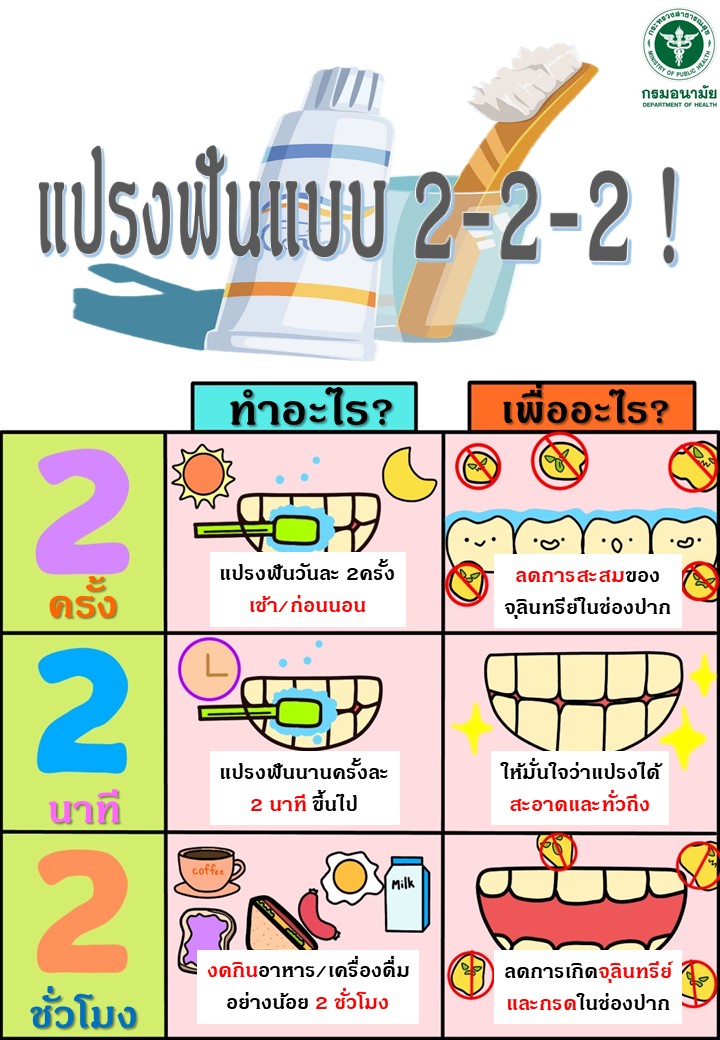 กระทรวงสาธารณสุข
MINISTRY OF PUBLIC HEALTH
กรมอนามัย
DEPARTMENT OF HEALTH
แปรงฟันแบบ 2-2-2 !
ทำอะไร?
เพื่ออะไร?
2
ครั้ง
แปรงฟันวันละ 2ครั้ง
เช้า/ก่อนนอน
ลดการสะสมของ
จุลินทรีย์ในช่องปาก
2
นาที
แปรงฟันนานครั้งละ
2 นาที ขึ้นไป
ให้มั่นใจว่าแปรงได้
สะอาดและทั่วถึง
2
ชั่วโมง
coffee
Milk
งดกินอาหาร/เครื่องดื่ม
อย่างน้อย 2 ชั่วโมง
ลดการเกิดจุลินทรีย์
และกรดในช่องปาก